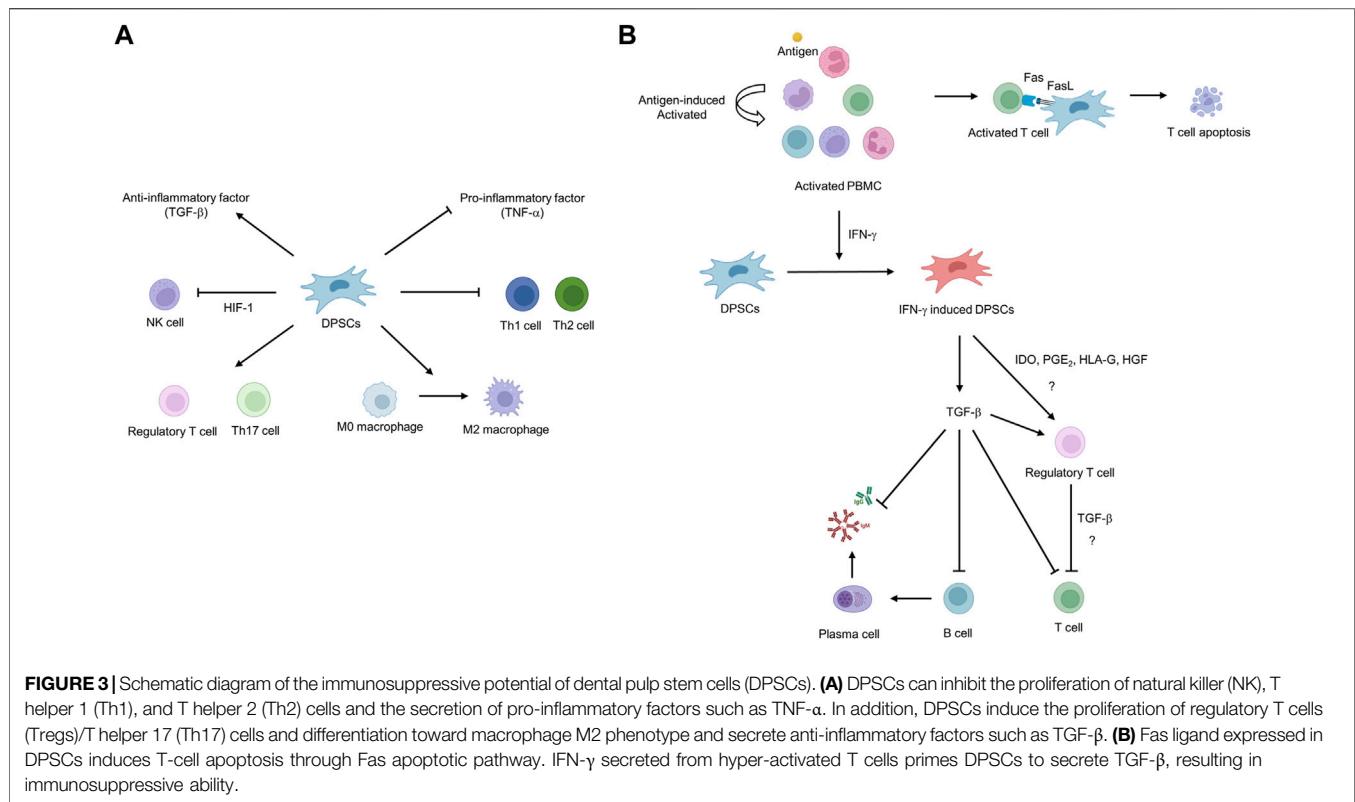 A
Anti-inflammatory factor
(TGF-β)
Pro-inflammatory factor
(TNF-α)
NK cell
HIF-1
DPSCs
Th1 cell
Th2 cell
Regulatory T cell
Th17 cell
M0 macrophage
M2 macrophage
B
Antigen
Antigen-induced
Activated
Activated PBMC
Fas
FasL
Activated T cell
T cell apoptosis
IFN-γ
DPSCs
IFN-γ induced DPSCs
IDO, PGE₂, HLA-G, HGF
?
TGF-β
Regulatory T cell
IgG
IgM
TGF-β
?
Plasma cell
B cell
T cell
FIGURE 3 | Schematic diagram of the immunosuppressive potential of dental pulp stem cells (DPSCs). (A) DPSCs can inhibit the proliferation of natural killer (NK), T
helper 1 (Th1), and T helper 2 (Th2) cells and the secretion of pro-inflammatory factors such as TNF-α. In addition, DPSCs induce the proliferation of regulatory T cells
(Tregs)/T helper 17 (Th17) cells and differentiation toward macrophage M2 phenotype and secrete anti-inflammatory factors such as TGF-β. (B) Fas ligand expressed in
DPSCs induces T-cell apoptosis through Fas apoptotic pathway. IFN-γ secreted from hyper-activated T cells primes DPSCs to secrete TGF-β, resulting in
immunosuppressive ability.